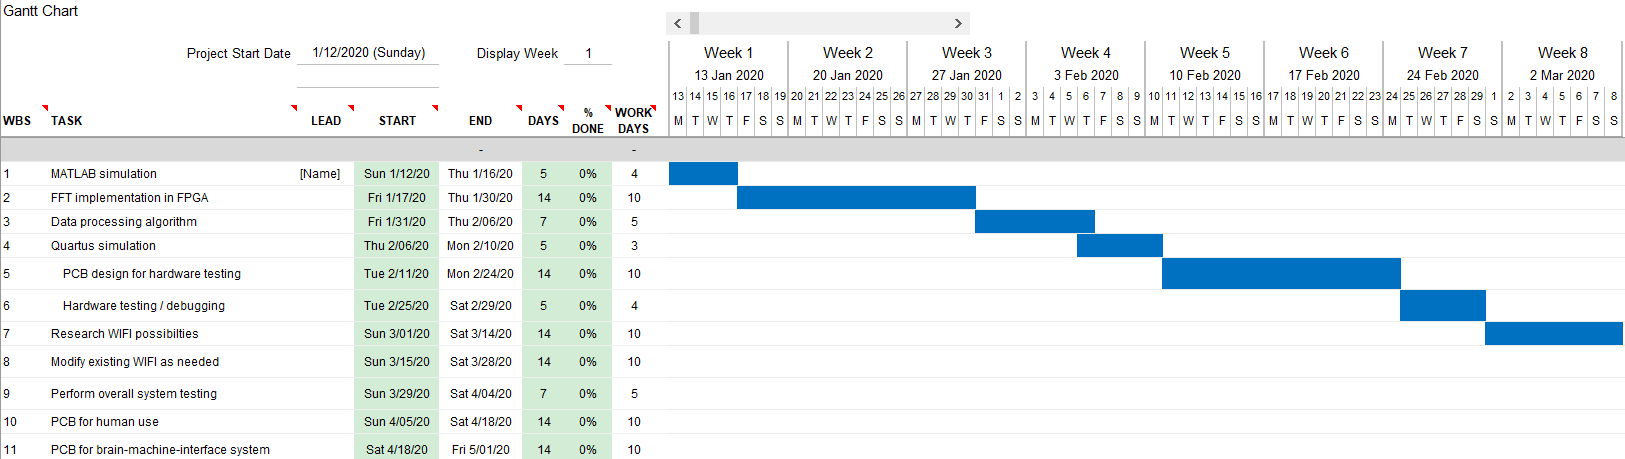 Gantt Chart
< >
Project Start Date 1/12/2020 (Sunday) Display Week 1 Week 1 Week 2 Week 3 Week 4 Week 5 Week 6 Week 7 Week 8
13 Jan 2020 20 Jan 2020 27 Jan 2020 3 Feb 2020 10 Feb 2020 17 Feb 2020 24 Feb 2020 2 Mar 2020
13 14 15 16 17 18 19 20 21 22 23 24 25 26 27 28 29 30 31 1 2 3 4 5 6 7 8 9 10 11 12 13 14 15 16 17 18 19 20 21 22 23 24 25 26 27 28 29 1 2 3 4 5 6 7 8
WBS TASK LEAD START END DAYS % DONE WORK DAYS M T W T F S S M T W T F S S M T W T F S S M T W T F S S M T W T F S S M T W T F S S M T W T F S S M T W T F S S
- -
1 MATLAB simulation [Name] Sun 1/12/20 Thu 1/16/20 5 0% 4
2 FFT implementation in FPGA Fri 1/17/20 Thu 1/30/20 14 0% 10
3 Data processing algorithm Fri 1/31/20 Thu 2/06/20 7 0% 5
4 Quartus simulation Thu 2/06/20 Mon 2/10/20 5 0% 3
5 PCB design for hardware testing Tue 2/11/20 Mon 2/24/20 14 0% 10
6 Hardware testing / debugging Tue 2/25/20 Sat 2/29/20 5 0% 4
7 Research WIFI possibilties Sun 3/01/20 Sat 3/14/20 14 0% 10
8 Modify existing WIFI as needed Sun 3/15/20 Sat 3/28/20 14 0% 10
9 Perform overall system testing Sun 3/29/20 Sat 4/04/20 7 0% 5
10 PCB for human use Sun 4/05/20 Sat 4/18/20 14 0% 10
11 PCB for brain-machine-interface system Sat 4/18/20 Fri 5/01/20 14 0% 10